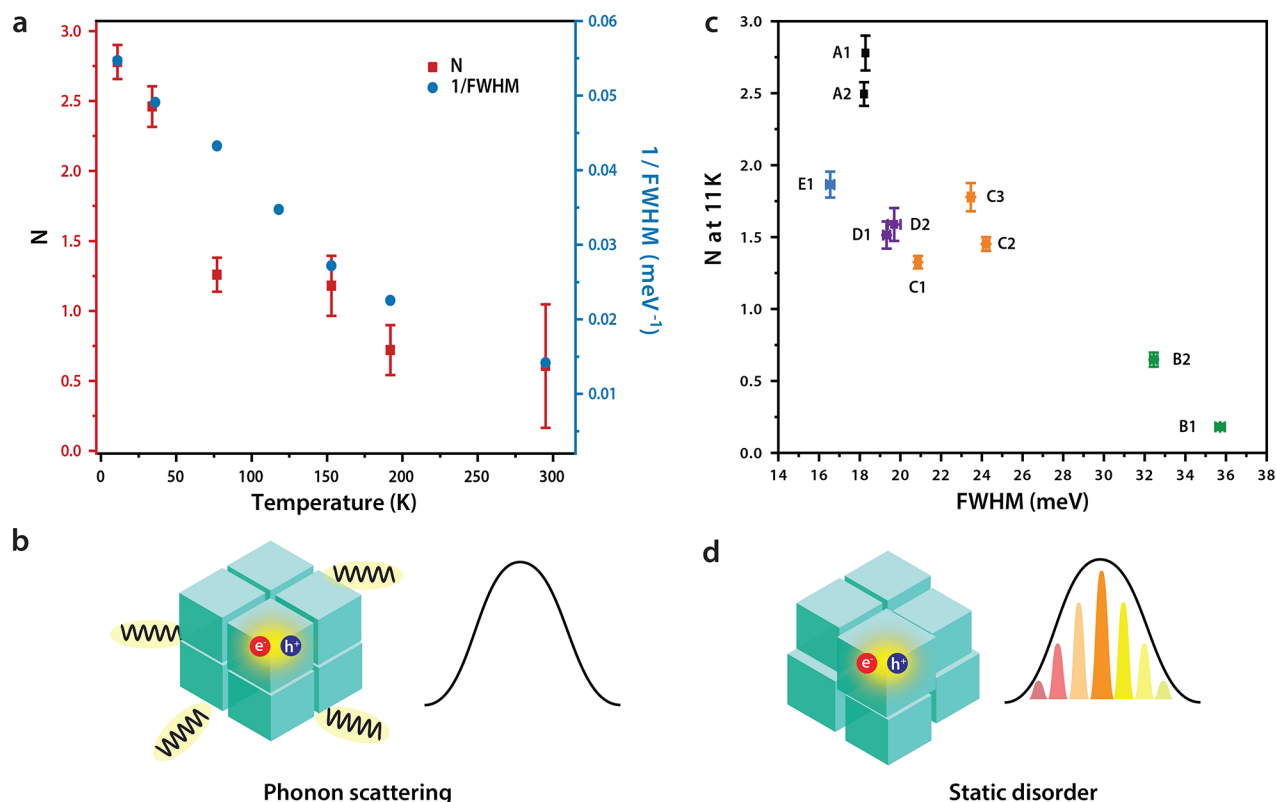 a
3.0
2.5
2.0
1.5
1.0
0.5
0.0
N
0 50 100 150 200 250 300
Temperature (K)
0.06
0.05
0.04
0.03
0.02
0.01
0.00
1 / FWHM (meV-1)
N
1/FWHM
c
3.0
2.5
2.0
1.5
1.0
0.5
0.0
N at 11K
14 16 18 20 22 24 26 28 30 32 34 36 38
FWHM (meV)
A1
A2
E1
C3
D2
D1
C2
C1
B2
B1
b
e- h+
Phonon scattering
d
e- h+
Static disorder